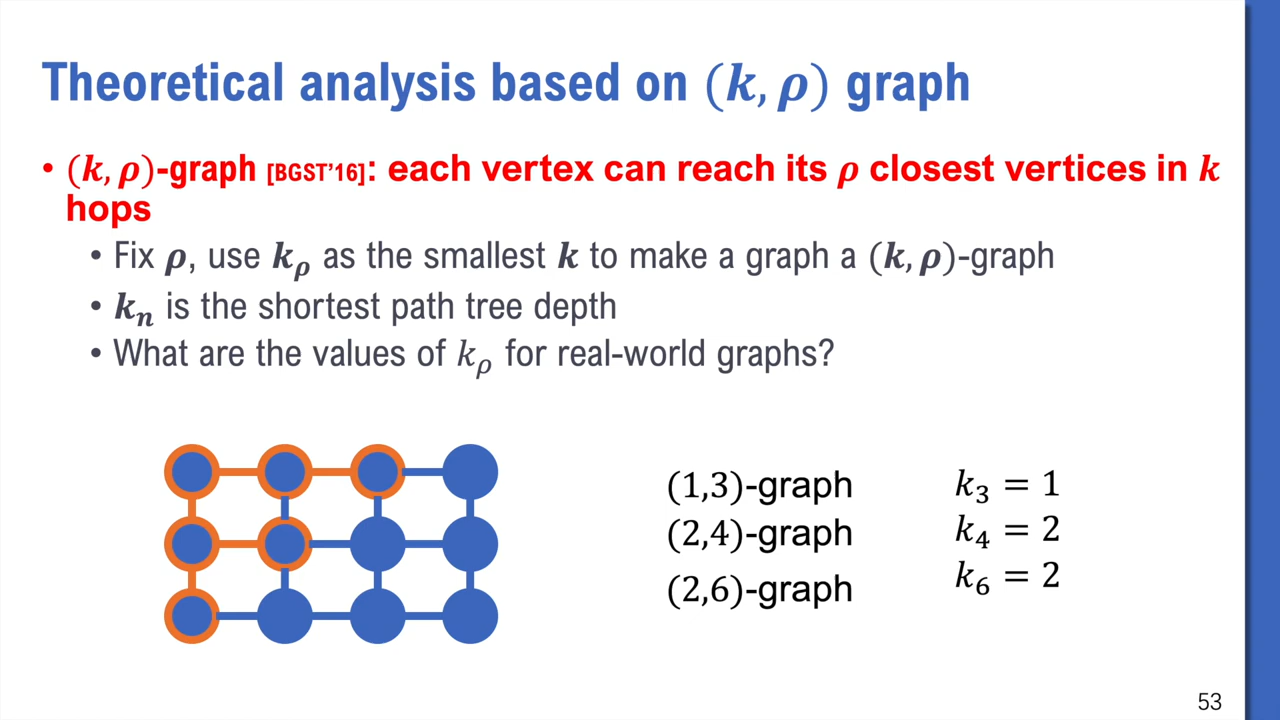 Theoretical analysis based on (k, ρ) graph
• (k, ρ)-graph [BGST'16]: each vertex can reach its ρ closest vertices in k
hops
• Fix ρ, use kρ as the smallest k to make a graph a (k, ρ)-graph
• kn is the shortest path tree depth
• What are the values of kρ for real-world graphs?
(1,3)-graph
(2,4)-graph
(2,6)-graph
k3 = 1
k4 = 2
k6 = 2
53